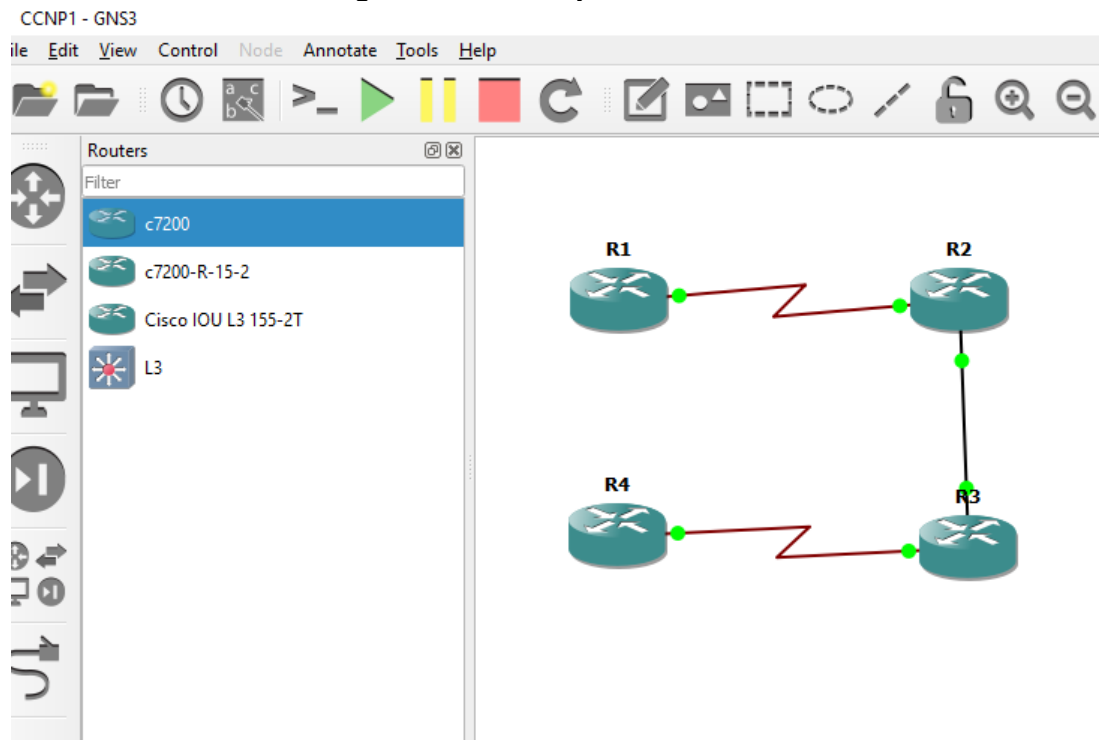 CCNP1 - GNS3
ile Edit View Control Node Annotate Tools Help
Routers
Filter
c7200
c7200-R-15-2
Cisco IOU L3 155-2T
L3
R1
R2
R4
R3